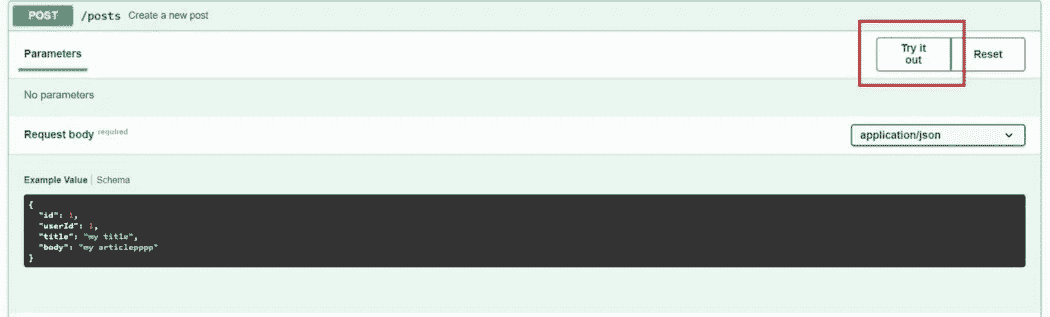 POST /posts Create a new post
Parameters
Try it
out
Reset
No parameters
Request body required
application/json
Example Value | Schema
{
"id": 1,
"userId": 1,
"title": "my title",
"body": "my articlepppp"
}